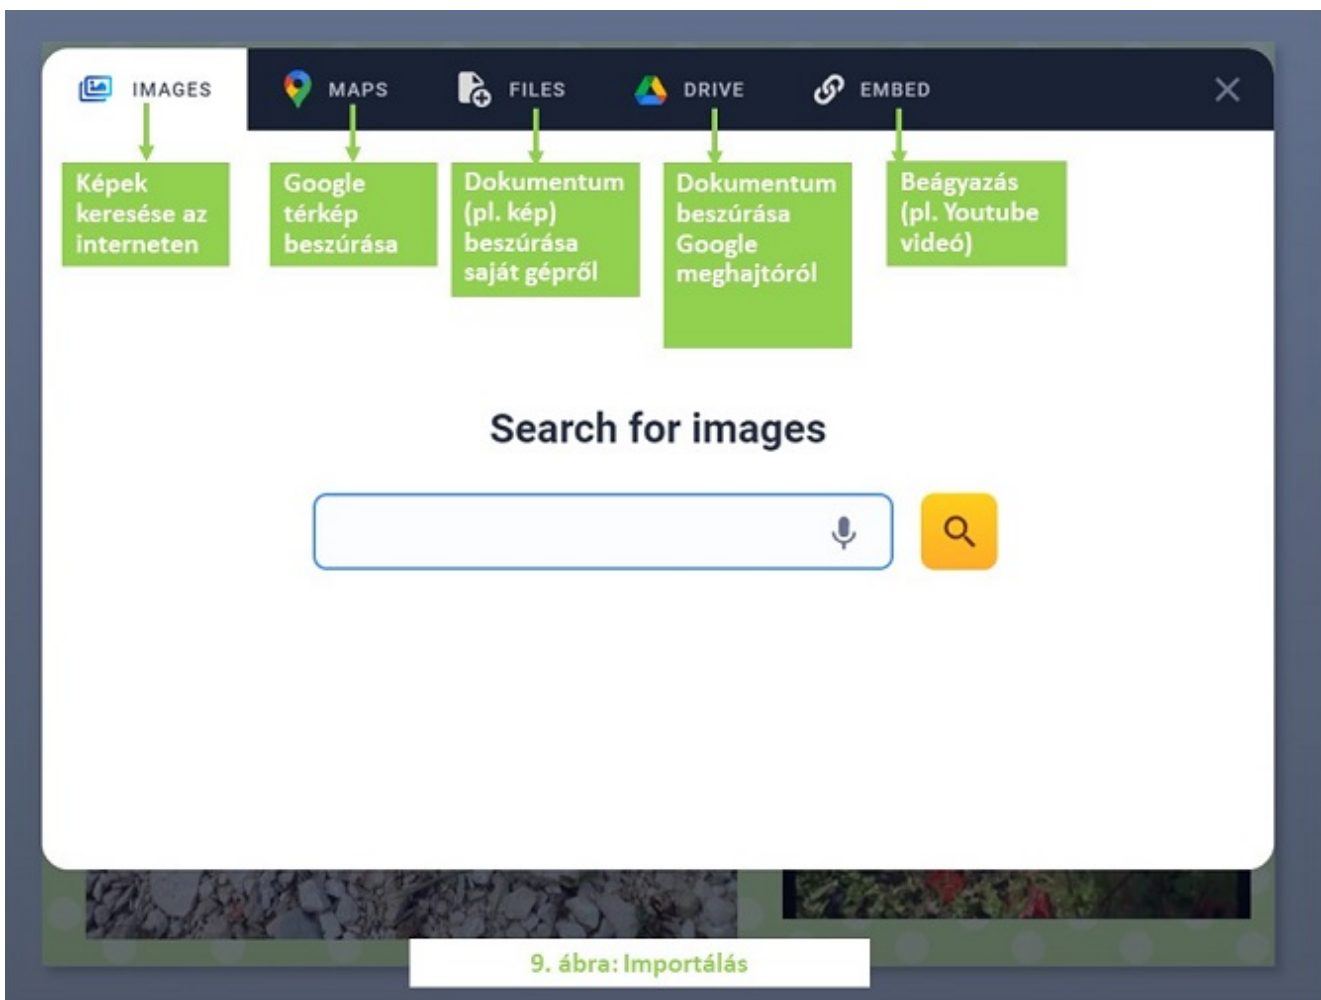 IMAGES
MAPS
FILES
DRIVE
EMBED
Képek
keresése az
interneten
Google
térkép
beszúrása
Dokumentum
(pl. kép)
beszúrása
saját gépről
Dokumentum
beszúrása
Google
meghajtóról
Beágyazás
(pl. Youtube
videó)
Search for images
9. ábra: Importálás